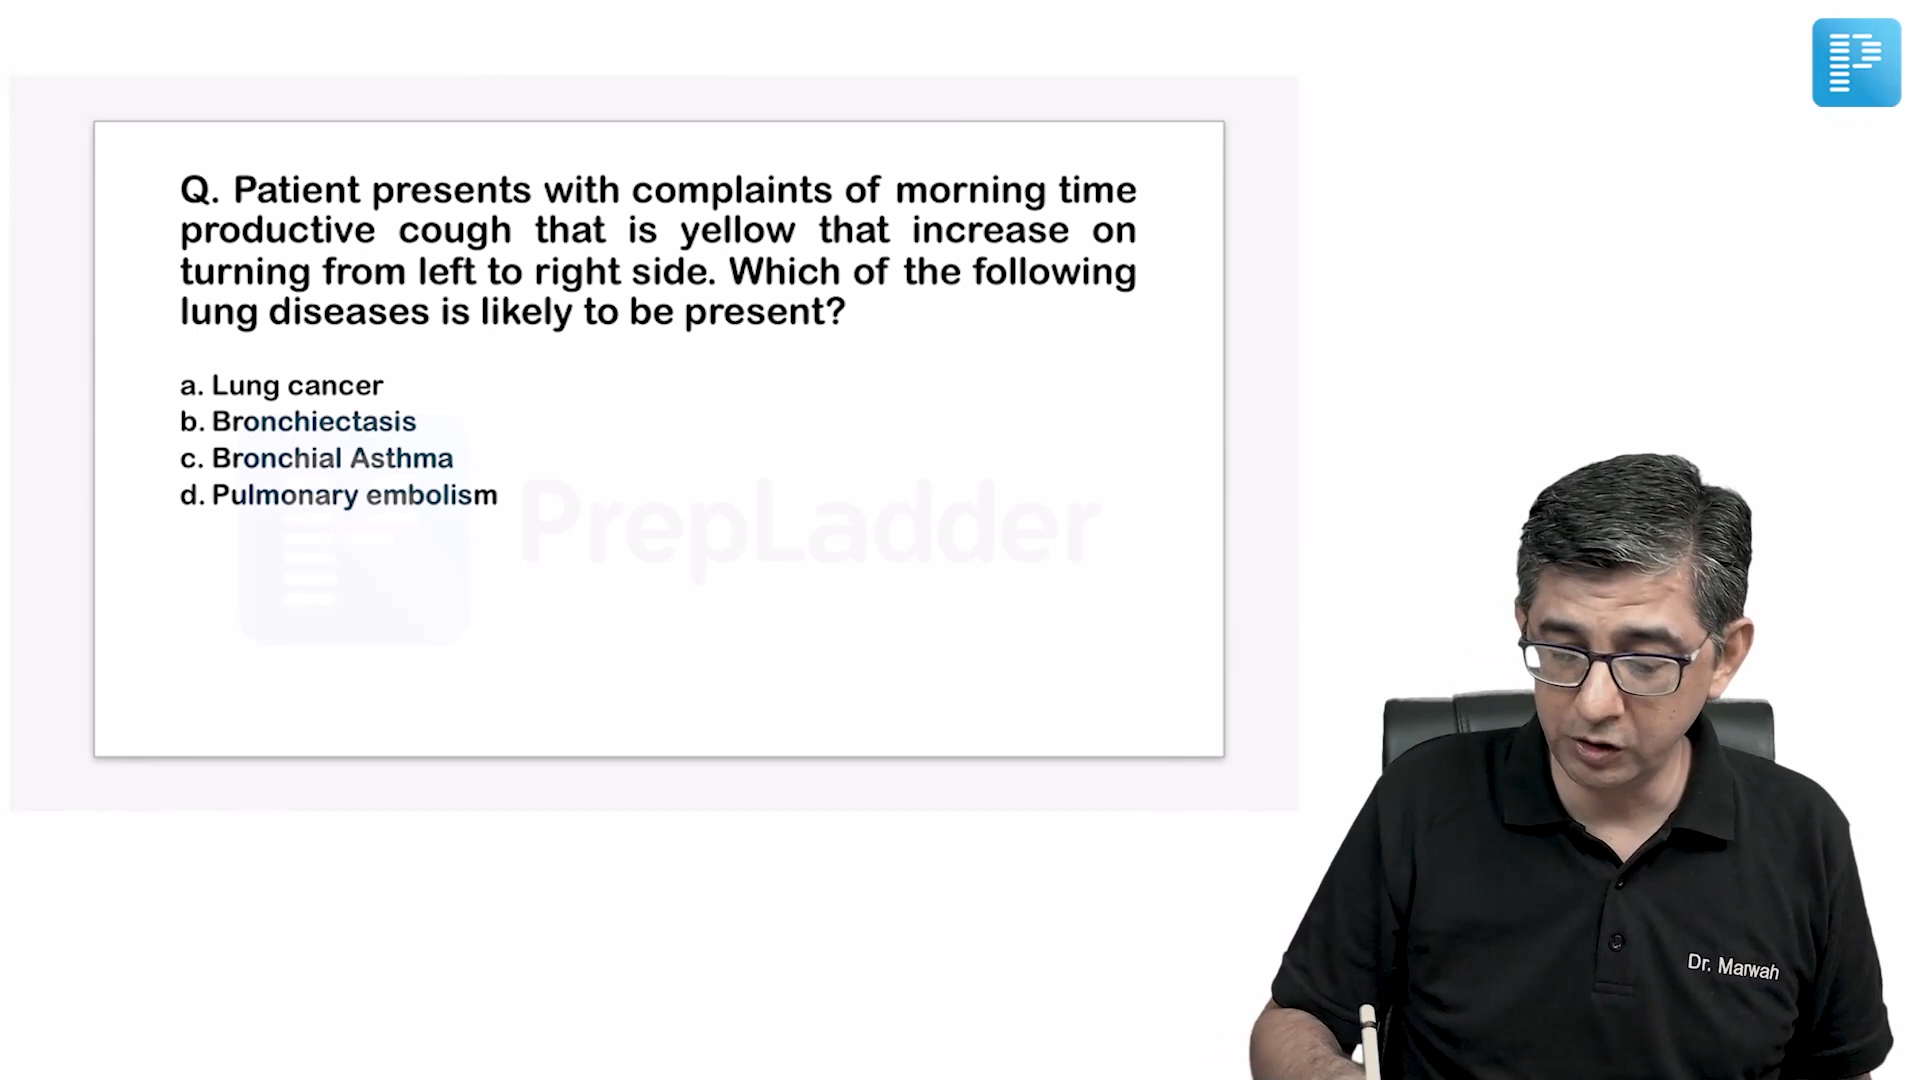 Q. Patient presents with complaints of morning time
productive cough that is yellow that increase on
turning from left to right side. Which of the following
lung diseases is likely to be present?
a. Lung cancer
b. Bronchiectasis
c. Bronchial Asthma
d. Pulmonary embolism
PrepLadder
Dr. Marwah